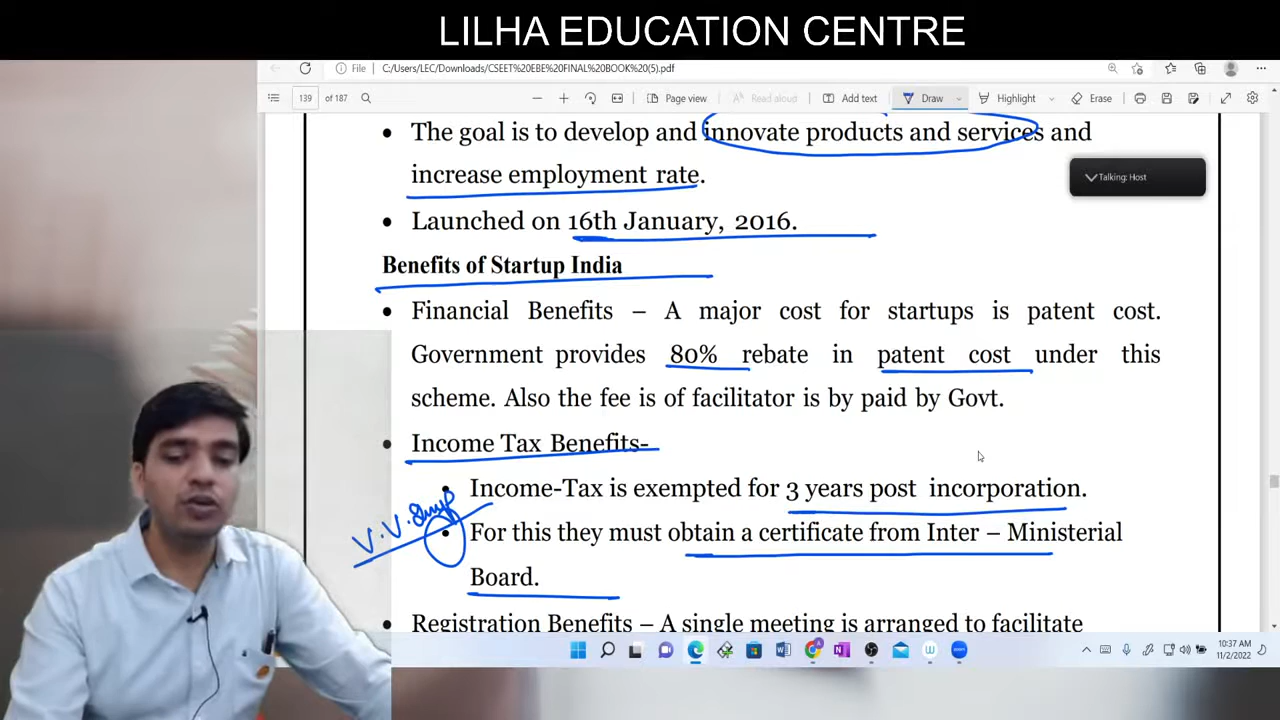 LILHA EDUCATION CENTRE
File C:/Users/LEC/Downloads/CSEET%20EBE%20FINAL%20BOOK%20(5).pdf
139 of 187 Page view Read aloud Add text Draw Highlight Erase
• The goal is to develop and innovate products and services and
increase employment rate.
Talking: Host
• Launched on 16th January, 2016.
Benefits of Startup India
• Financial Benefits – A major cost for startups is patent cost.
Government provides 80% rebate in patent cost under this
scheme. Also the fee is of facilitator is by paid by Govt.
• Income Tax Benefits-
• Income-Tax is exempted for 3 years post incorporation.
V.V.Imp
• For this they must obtain a certificate from Inter – Ministerial
Board.
• Registration Benefits – A single meeting is arranged to facilitate
10:37 AM
11/2/2022